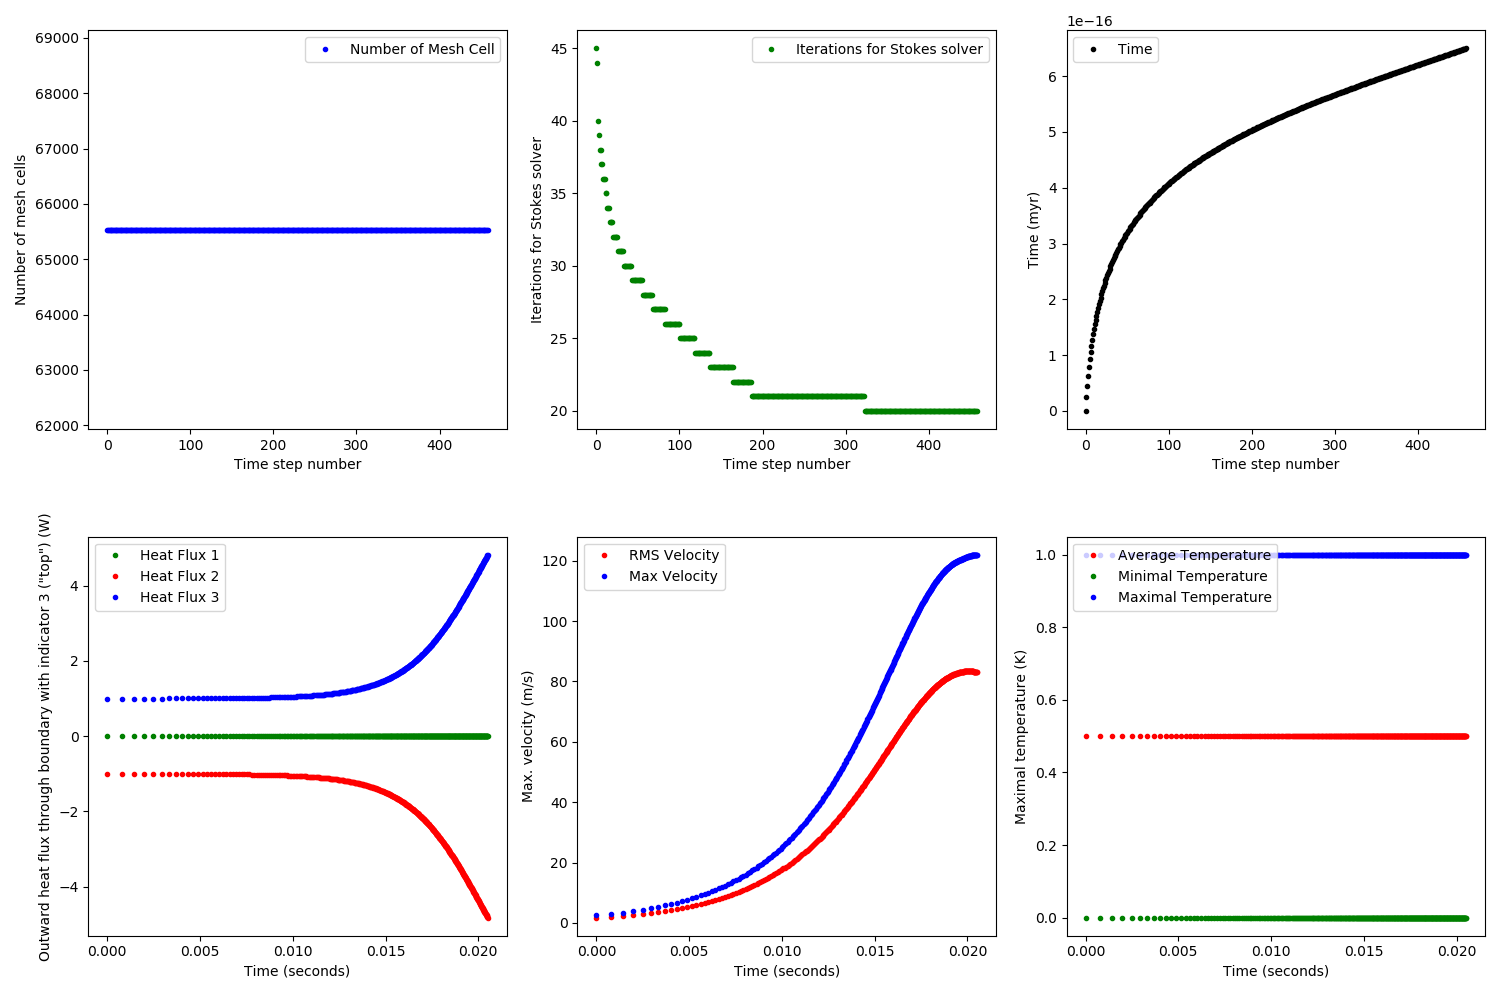 Number of Mesh Cell
Number of mesh cells
69000
68000
67000
66000
65000
64000
63000
62000
0 100 200 300 400
Time step number
Iterations for Stokes solver
Iterations for Stokes solver
45
40
35
30
25
20
0 100 200 300 400
Time step number
1e−16
Time
Time (myr)
6
5
4
3
2
1
0
0 100 200 300 400
Time step number
Heat Flux 1
Heat Flux 2
Heat Flux 3
Outward heat flux through boundary with indicator 3 ("top") (W)
4
2
0
−2
−4
0.000 0.005 0.010 0.015 0.020
Time (seconds)
RMS Velocity
Max Velocity
Max. velocity (m/s)
120
100
80
60
40
20
0
0.000 0.005 0.010 0.015 0.020
Time (seconds)
Average Temperature
Minimal Temperature
Maximal Temperature
Maximal temperature (K)
1.0
0.8
0.6
0.4
0.2
0.0
0.000 0.005 0.010 0.015 0.020
Time (seconds)